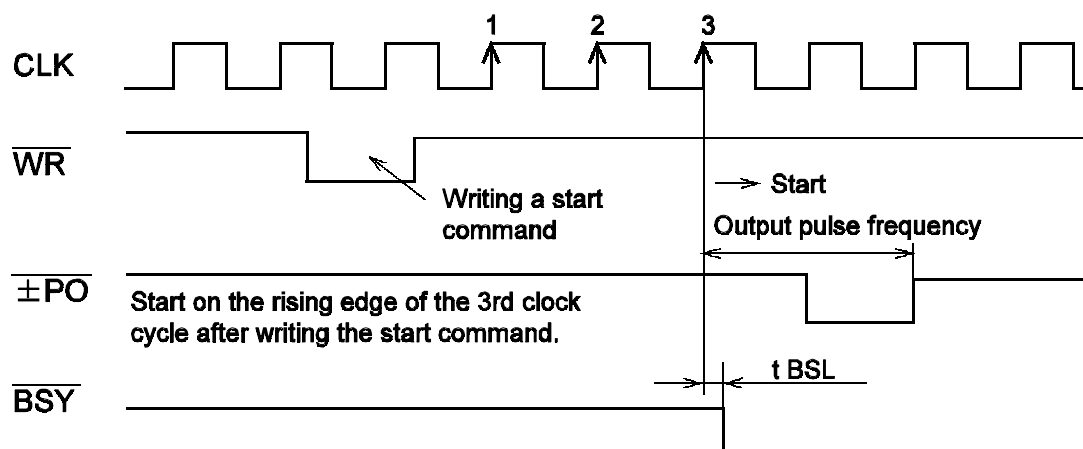 1 2 3
CLK
WR
Writing a start
command
Start
Output pulse frequency
±PO
Start on the rising edge of the 3rd clock
cycle after writing the start command.
t BSL
BSY